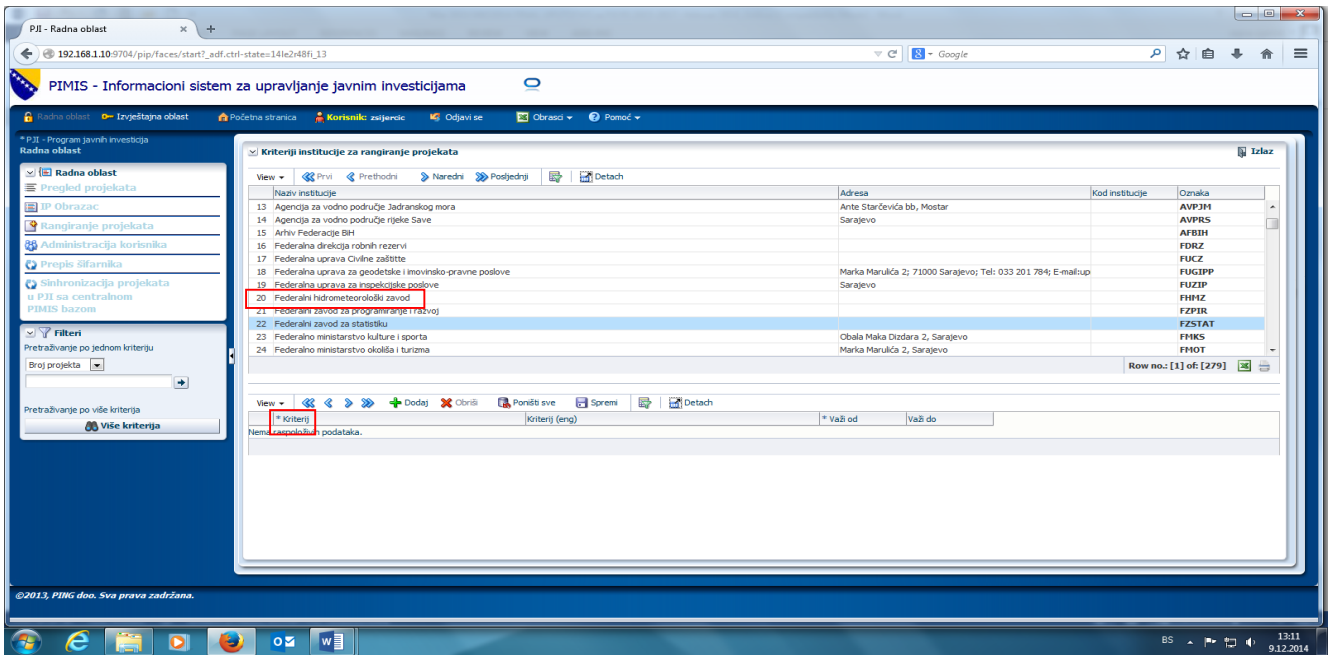 PJI - Radna oblast
192.168.1.10:9704/pip/faces/start?_adf.ctrl-state=14le2r48fi_13
Google
PIMIS - Informacioni sistem za upravljanje javnim investicijama
Radna oblast Izvještajna oblast Početna stranica Korisnik: zsijercic Odjavi se Obrasci Pomoć
* PJI - Program javnih investicija
Radna oblast
Radna oblast
Pregled projekata
IP Obrazac
Rangiranje projekata
Administracija korisnika
Prepis šifarnika
Sinhronizacija projekata
u PJI sa centralnom
PIMIS bazom
Filteri
Pretraživanje po jednom kriteriju
Broj projekta
Pretraživanje po više kriterija
Više kriterija
Kriteriji institucije za rangiranje projekata Izlaz
View Prvi Prethodni Naredni Posljednji Detach
Naziv institucije Adresa Kod institucije Oznaka
13 Agencija za vodno područje Jadranskog mora Ante Starčevića bb, Mostar AVPJM
14 Agencija za vodno područje rijeke Save Sarajevo AVPRS
15 Arhiv Federacije BiH AFBIH
16 Federalna direkcija robnih rezervi FDRZ
17 Federalna uprava Civilne zaštitte FUCZ
18 Federalna uprava za geodetske i imovinsko-pravne poslove Marka Marulića 2; 71000 Sarajevo; Tel: 033 201 784; E-mail:up FUGIPP
19 Federalna uprava za inspekcijske poslove Sarajevo FUZIP
20 Federalni hidrometeorološki zavod FHMZ
21 Federalni zavod za programiranje i razvoj FZPIR
22 Federalni zavod za statistiku FZSTAT
23 Federalno ministarstvo kulture i sporta Obala Maka Dizdara 2, Sarajevo FMKS
24 Federalno ministarstvo okoliša i turizma Marka Marulića 2, Sarajevo FMOT
Row no.: [1] of: [279]
View Dodaj Obriši Poništi sve Spremi Detach
* Kriterij Kriterij (eng) * Važi od Važi do
Nema raspoloživih podataka.
©2013, PING doo. Sva prava zadržana.
BS 13:11
9.12.2014